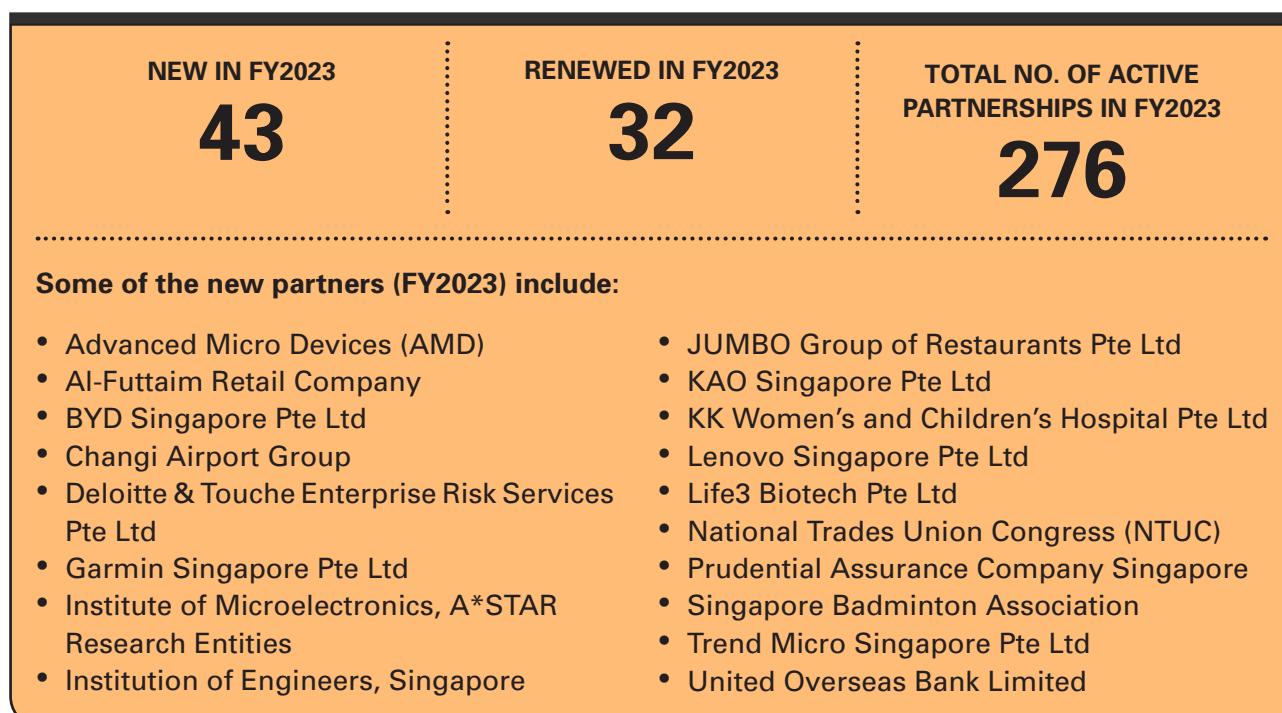 NEW IN FY2023
43
RENEWED IN FY2023
32
TOTAL NO. OF ACTIVE
PARTNERSHIPS IN FY2023
276
Some of the new partners (FY2023) include:
• Advanced Micro Devices (AMD)
• Al-Futtaim Retail Company
• BYD Singapore Pte Ltd
• Changi Airport Group
• Deloitte & Touche Enterprise Risk Services
Pte Ltd
• Garmin Singapore Pte Ltd
• Institute of Microelectronics, A*STAR
Research Entities
• Institution of Engineers, Singapore
• JUMBO Group of Restaurants Pte Ltd
• KAO Singapore Pte Ltd
• KK Women’s and Children’s Hospital Pte Ltd
• Lenovo Singapore Pte Ltd
• Life3 Biotech Pte Ltd
• National Trades Union Congress (NTUC)
• Prudential Assurance Company Singapore
• Singapore Badminton Association
• Trend Micro Singapore Pte Ltd
• United Overseas Bank Limited